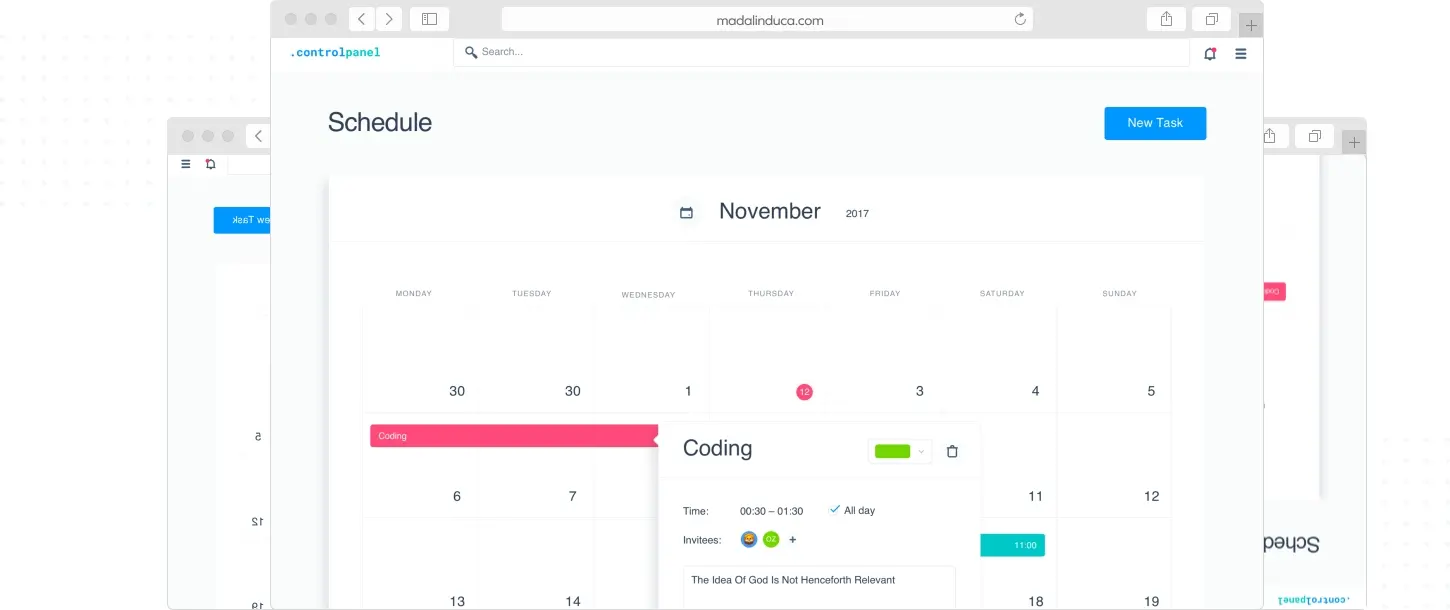 madalinduca.com
.controlpanel
Search...
Schedule
New Task
November 2017
MONDAY TUESDAY WEDNESDAY THURSDAY FRIDAY SATURDAY SUNDAY
30 30 1 12 3 4 5
Coding
Coding
6 7 11 12
Time: 00:30 – 01:30 All day
Invitees: OZ +
11:00
The Idea Of God Is Not Henceforth Relevant
13 14 18 19
ew Task
5
12
19
Coding
Sched
.controlpanel